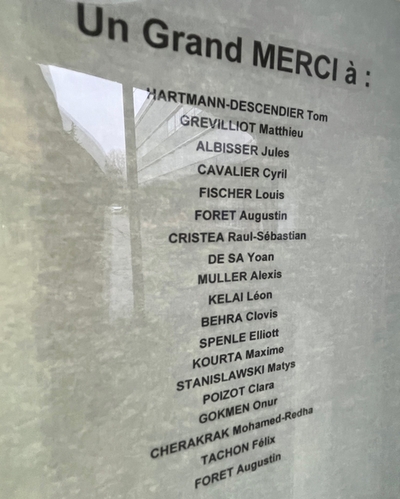 Un Grand MERCI à :
HARTMANN-DESCENDIER Tom
GREVILLIOT Matthieu
ALBISSER Jules
CAVALIER Cyril
FISCHER Louis
FORET Augustin
CRISTEA Raul-Sébastian
DE SA Yoan
MULLER Alexis
KELAI Léon
BEHRA Clovis
SPENLE Elliott
KOURTA Maxime
STANISLAWSKI Matys
POIZOT Clara
GOKMEN Onur
CHERAKRAK Mohamed-Redha
TACHON Félix
FORET Augustin